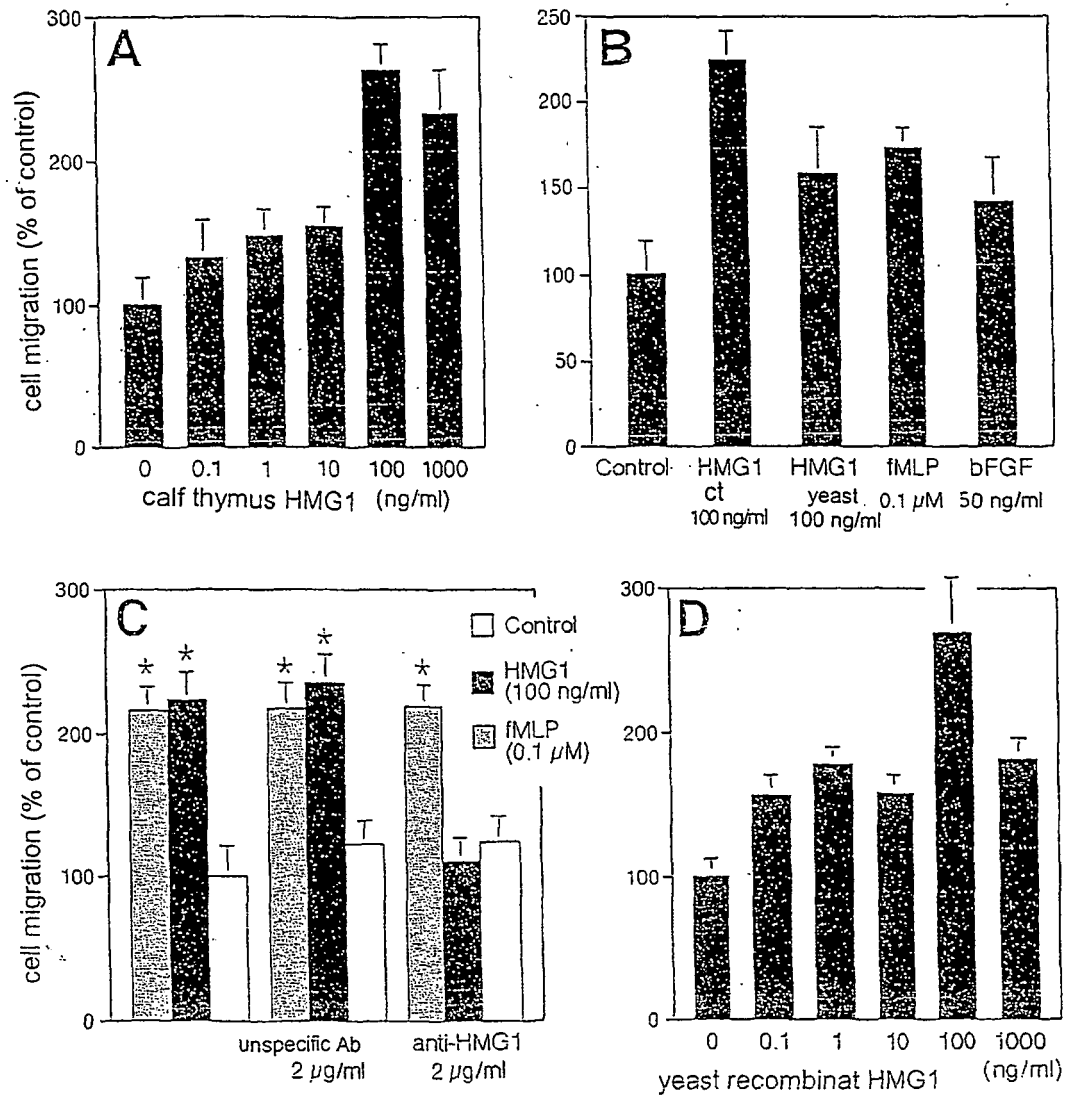 A
300
200
100
0
cell migration (% of control)
0 0.1 1 10 100 1000
calf thymus HMG1 (ng/ml)
B
250
200
150
100
50
0
Control HMG1 HMG1 fMLP bFGF
ct yeast 0.1 µM 50 ng/ml
100 ng/ml 100 ng/ml
C
300
200
100
0
cell migration (% of control)
* * * * *
Control
HMG1
(100 ng/ml)
fMLP
(0.1 µM)
unspecific Ab anti-HMG1
2 µg/ml 2 µg/ml
D
300
200
100
0
0 0.1 1 10 100 1000
yeast recombinat HMG1 (ng/ml)